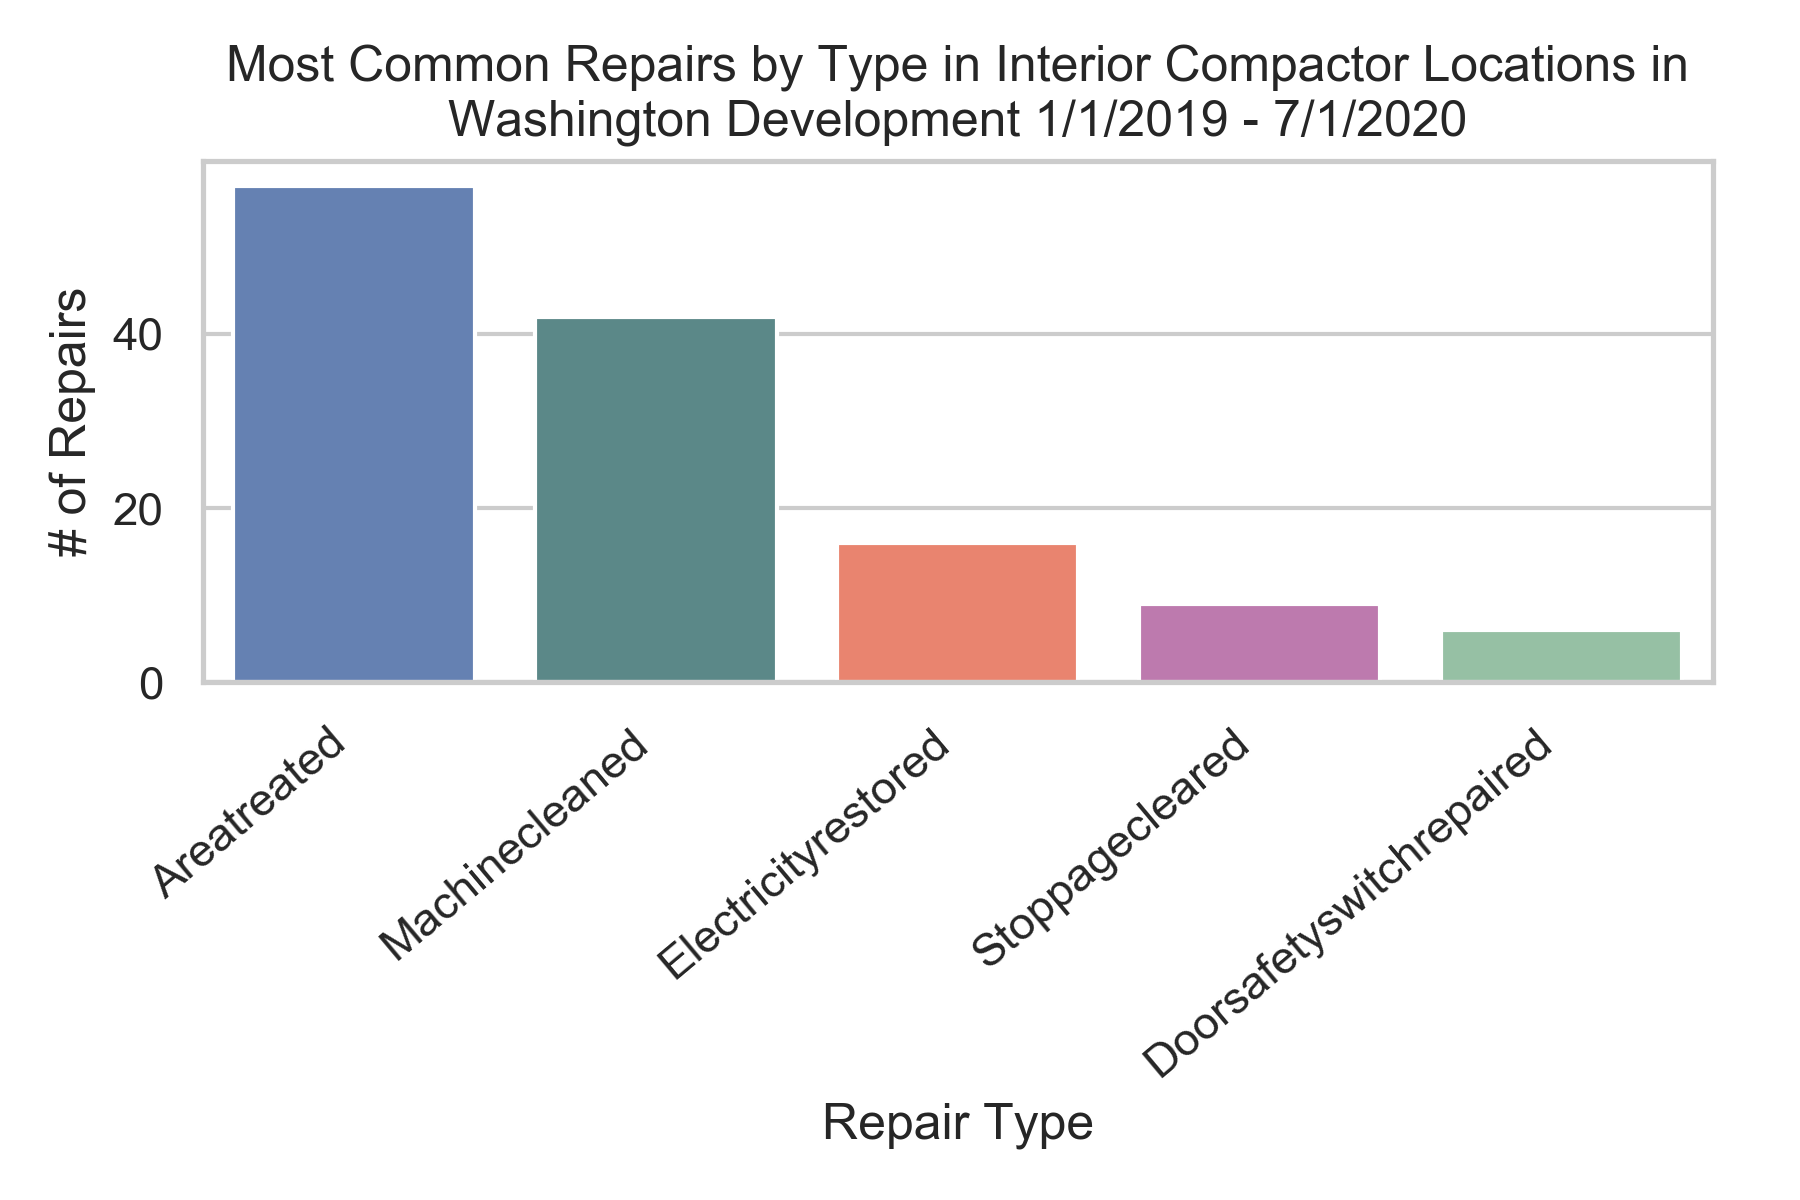 Most Common Repairs by Type in Interior Compactor Locations in
Washington Development 1/1/2019 - 7/1/2020
# of Repairs
40
20
0
Areatreated
Machinecleaned
Electricityrestored
Stoppagecleared
Doorsafetyswitchrepaired
Repair Type